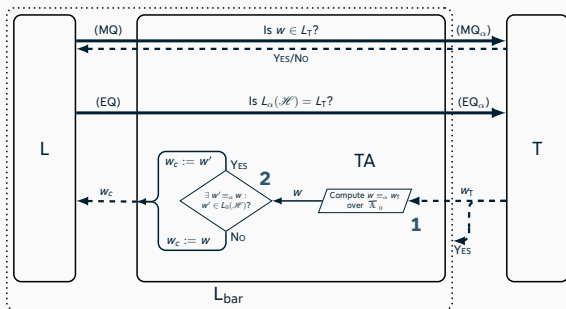 (MQ) Is w ∈ L_T? (MQ_α)
YES/NO
(EQ) Is L_α(ℋ) = L_T? (EQ_α)
L
TA
T
w_c := w'
YES
2
w_c
∃ w' =_α w :
w' ∈ L_0(ℋ)?
w
Compute w =_α w_T
over 𝔸̅_0
w_T
1
NO
w_c := w
YES
L_bar